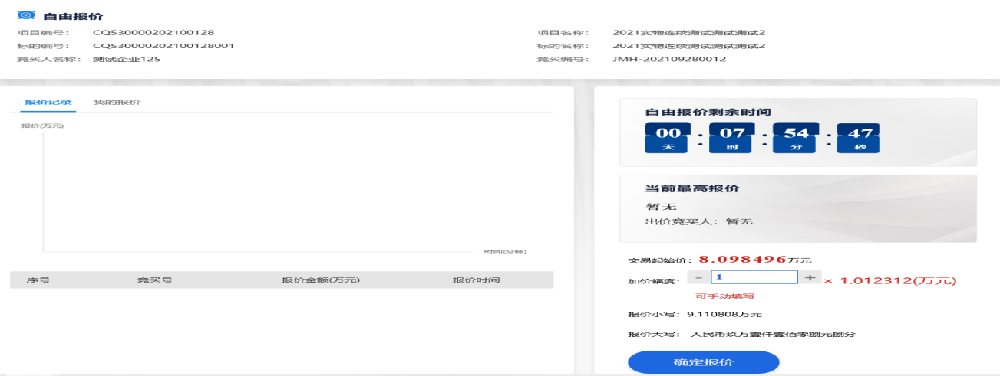 自由报价
项目编号： CQ530000202100128
项目名称： 2021实物连续测试测试测试2
标的编号： CQ530000202100128001
标的名称： 2021实物连续测试测试测试2
竞买人名称： 测试企业125
竞买编号： JMH-202109280012
报价记录 我的报价
报价(万元)
时间(分钟)
序号 竞买号 报价金额(万元) 报价时间
自由报价剩余时间
00 : 07 : 54 : 47
天 时 分 秒
当前最高报价
暂无
出价竞买人：暂无
交易起始价：8.098496万元
加价幅度： - 1 + × 1.012312(万元)
可手动填写
报价小写：9.110808万元
报价大写： 人民币玖万壹仟壹佰零捌元捌分
确定报价